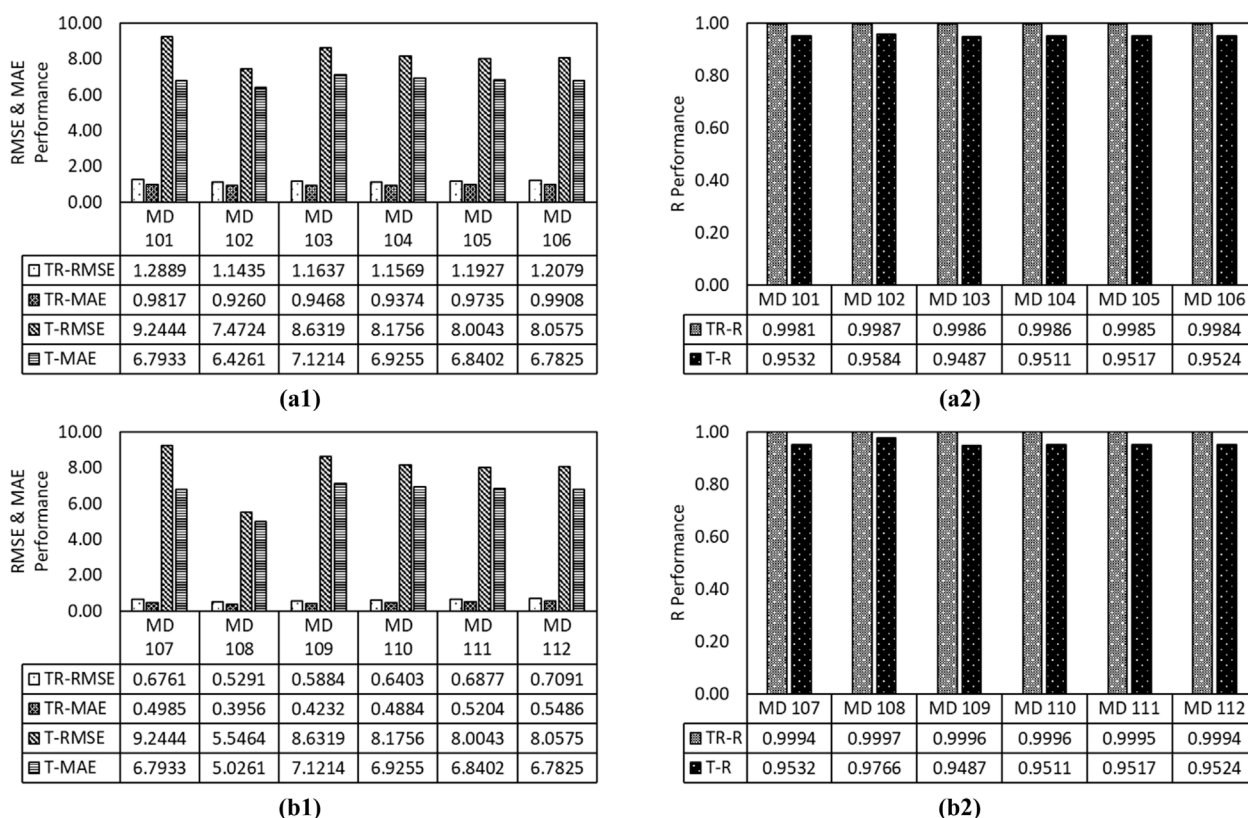 RMSE & MAE
Performance
10.00
8.00
6.00
4.00
2.00
0.00
MD 101 MD 102 MD 103 MD 104 MD 105 MD 106
TR-RMSE 1.2889 1.1435 1.1637 1.1569 1.1927 1.2079
TR-MAE 0.9817 0.9260 0.9468 0.9374 0.9735 0.9908
T-RMSE 9.2444 7.4724 8.6319 8.1756 8.0043 8.0575
T-MAE 6.7933 6.4261 7.1214 6.9255 6.8402 6.7825
(a1)
R Performance
1.00
0.80
0.60
0.40
0.20
0.00
MD 101 MD 102 MD 103 MD 104 MD 105 MD 106
TR-R 0.9981 0.9987 0.9986 0.9986 0.9985 0.9984
T-R 0.9532 0.9584 0.9487 0.9511 0.9517 0.9524
(a2)
RMSE & MAE
Performance
10.00
8.00
6.00
4.00
2.00
0.00
MD 107 MD 108 MD 109 MD 110 MD 111 MD 112
TR-RMSE 0.6761 0.5291 0.5884 0.6403 0.6877 0.7091
TR-MAE 0.4985 0.3956 0.4232 0.4884 0.5204 0.5486
T-RMSE 9.2444 5.5464 8.6319 8.1756 8.0043 8.0575
T-MAE 6.7933 5.0261 7.1214 6.9255 6.8402 6.7825
(b1)
R Performance
1.00
0.80
0.60
0.40
0.20
0.00
MD 107 MD 108 MD 109 MD 110 MD 111 MD 112
TR-R 0.9994 0.9997 0.9996 0.9996 0.9995 0.9994
T-R 0.9532 0.9766 0.9487 0.9511 0.9517 0.9524
(b2)